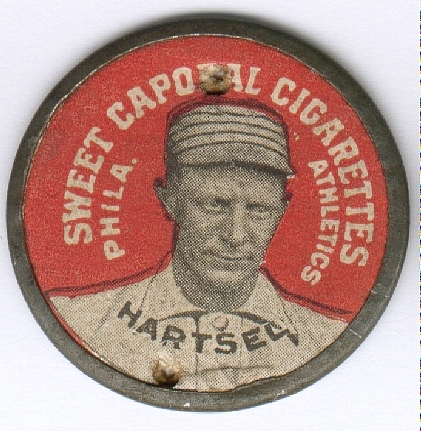 SWEET CAPORAL CIGARETTES
PHILA.
ATHLETICS
HARTSEL